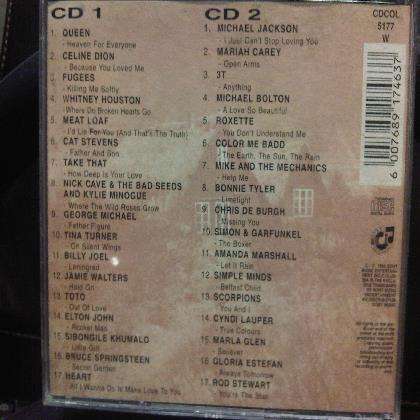 CD 1
1. QUEEN
- Heaven For Everyone
2. CELINE DION
- Because You Loved Me
3. FUGEES
- Killing Me Softly
4. WHITNEY HOUSTON
- Where Do Broken Hearts Go
5. MEAT LOAF
- I'd Lie For You (And That's The Truth)
6. CAT STEVENS
- Father And Son
7. TAKE THAT
- How Deep Is Your Love
8. NICK CAVE & THE BAD SEEDS
AND KYLIE MINOGUE
- Where The Wild Roses Grow
9. GEORGE MICHAEL
- Father Figure
10. TINA TURNER
- On Silent Wings
11. BILLY JOEL
- Leningrad
12. JAMIE WALTERS
- Hold On
13. TOTO
- Out Of Love
14. ELTON JOHN
- Rocket Man
15. SIBONGILE KHUMALO
- Little Girl
16. BRUCE SPRINGSTEEN
- Secret Garden
17. HEART
- All I Wanna Do Is Make Love To You
CD 2
1. MICHAEL JACKSON
- I Just Can't Stop Loving You
2. MARIAH CAREY
- Open Arms
3. 3T
- Anything
4. MICHAEL BOLTON
- A Love So Beautiful
5. ROXETTE
- You Don't Understand Me
6. COLOR ME BADD
- The Earth, The Sun, The Rain
7. MIKE AND THE MECHANICS
- Help Me
8. BONNIE TYLER
- Limelight
9. CHRIS DE BURGH
- Missing You
10. SIMON & GARFUNKEL
- The Boxer
11. AMANDA MARSHALL
- Let It Rain
12. SIMPLE MINDS
- Belfast Child
13. SCORPIONS
- You And I
14. CYNDI LAUPER
- True Colours
15. MARLA GLEN
- Believer
16. GLORIA ESTEFAN
- Always Tomorrow
17. ROD STEWART
- You're The Star
CDCOL
5177
W
6 007689 174637